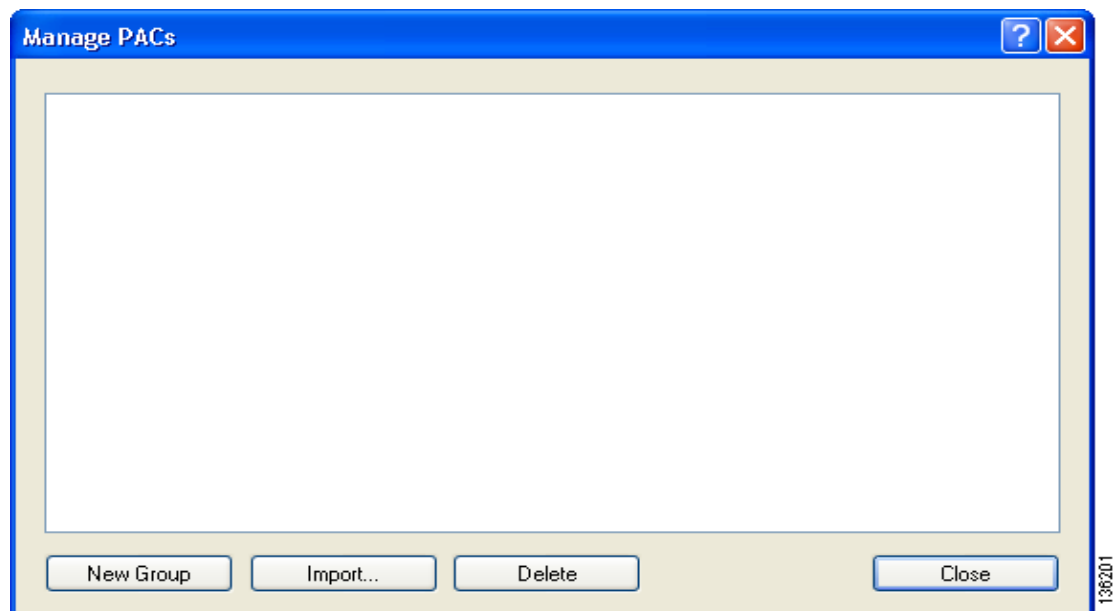 Manage PACs
?
New Group
Import...
Delete
Close
136201